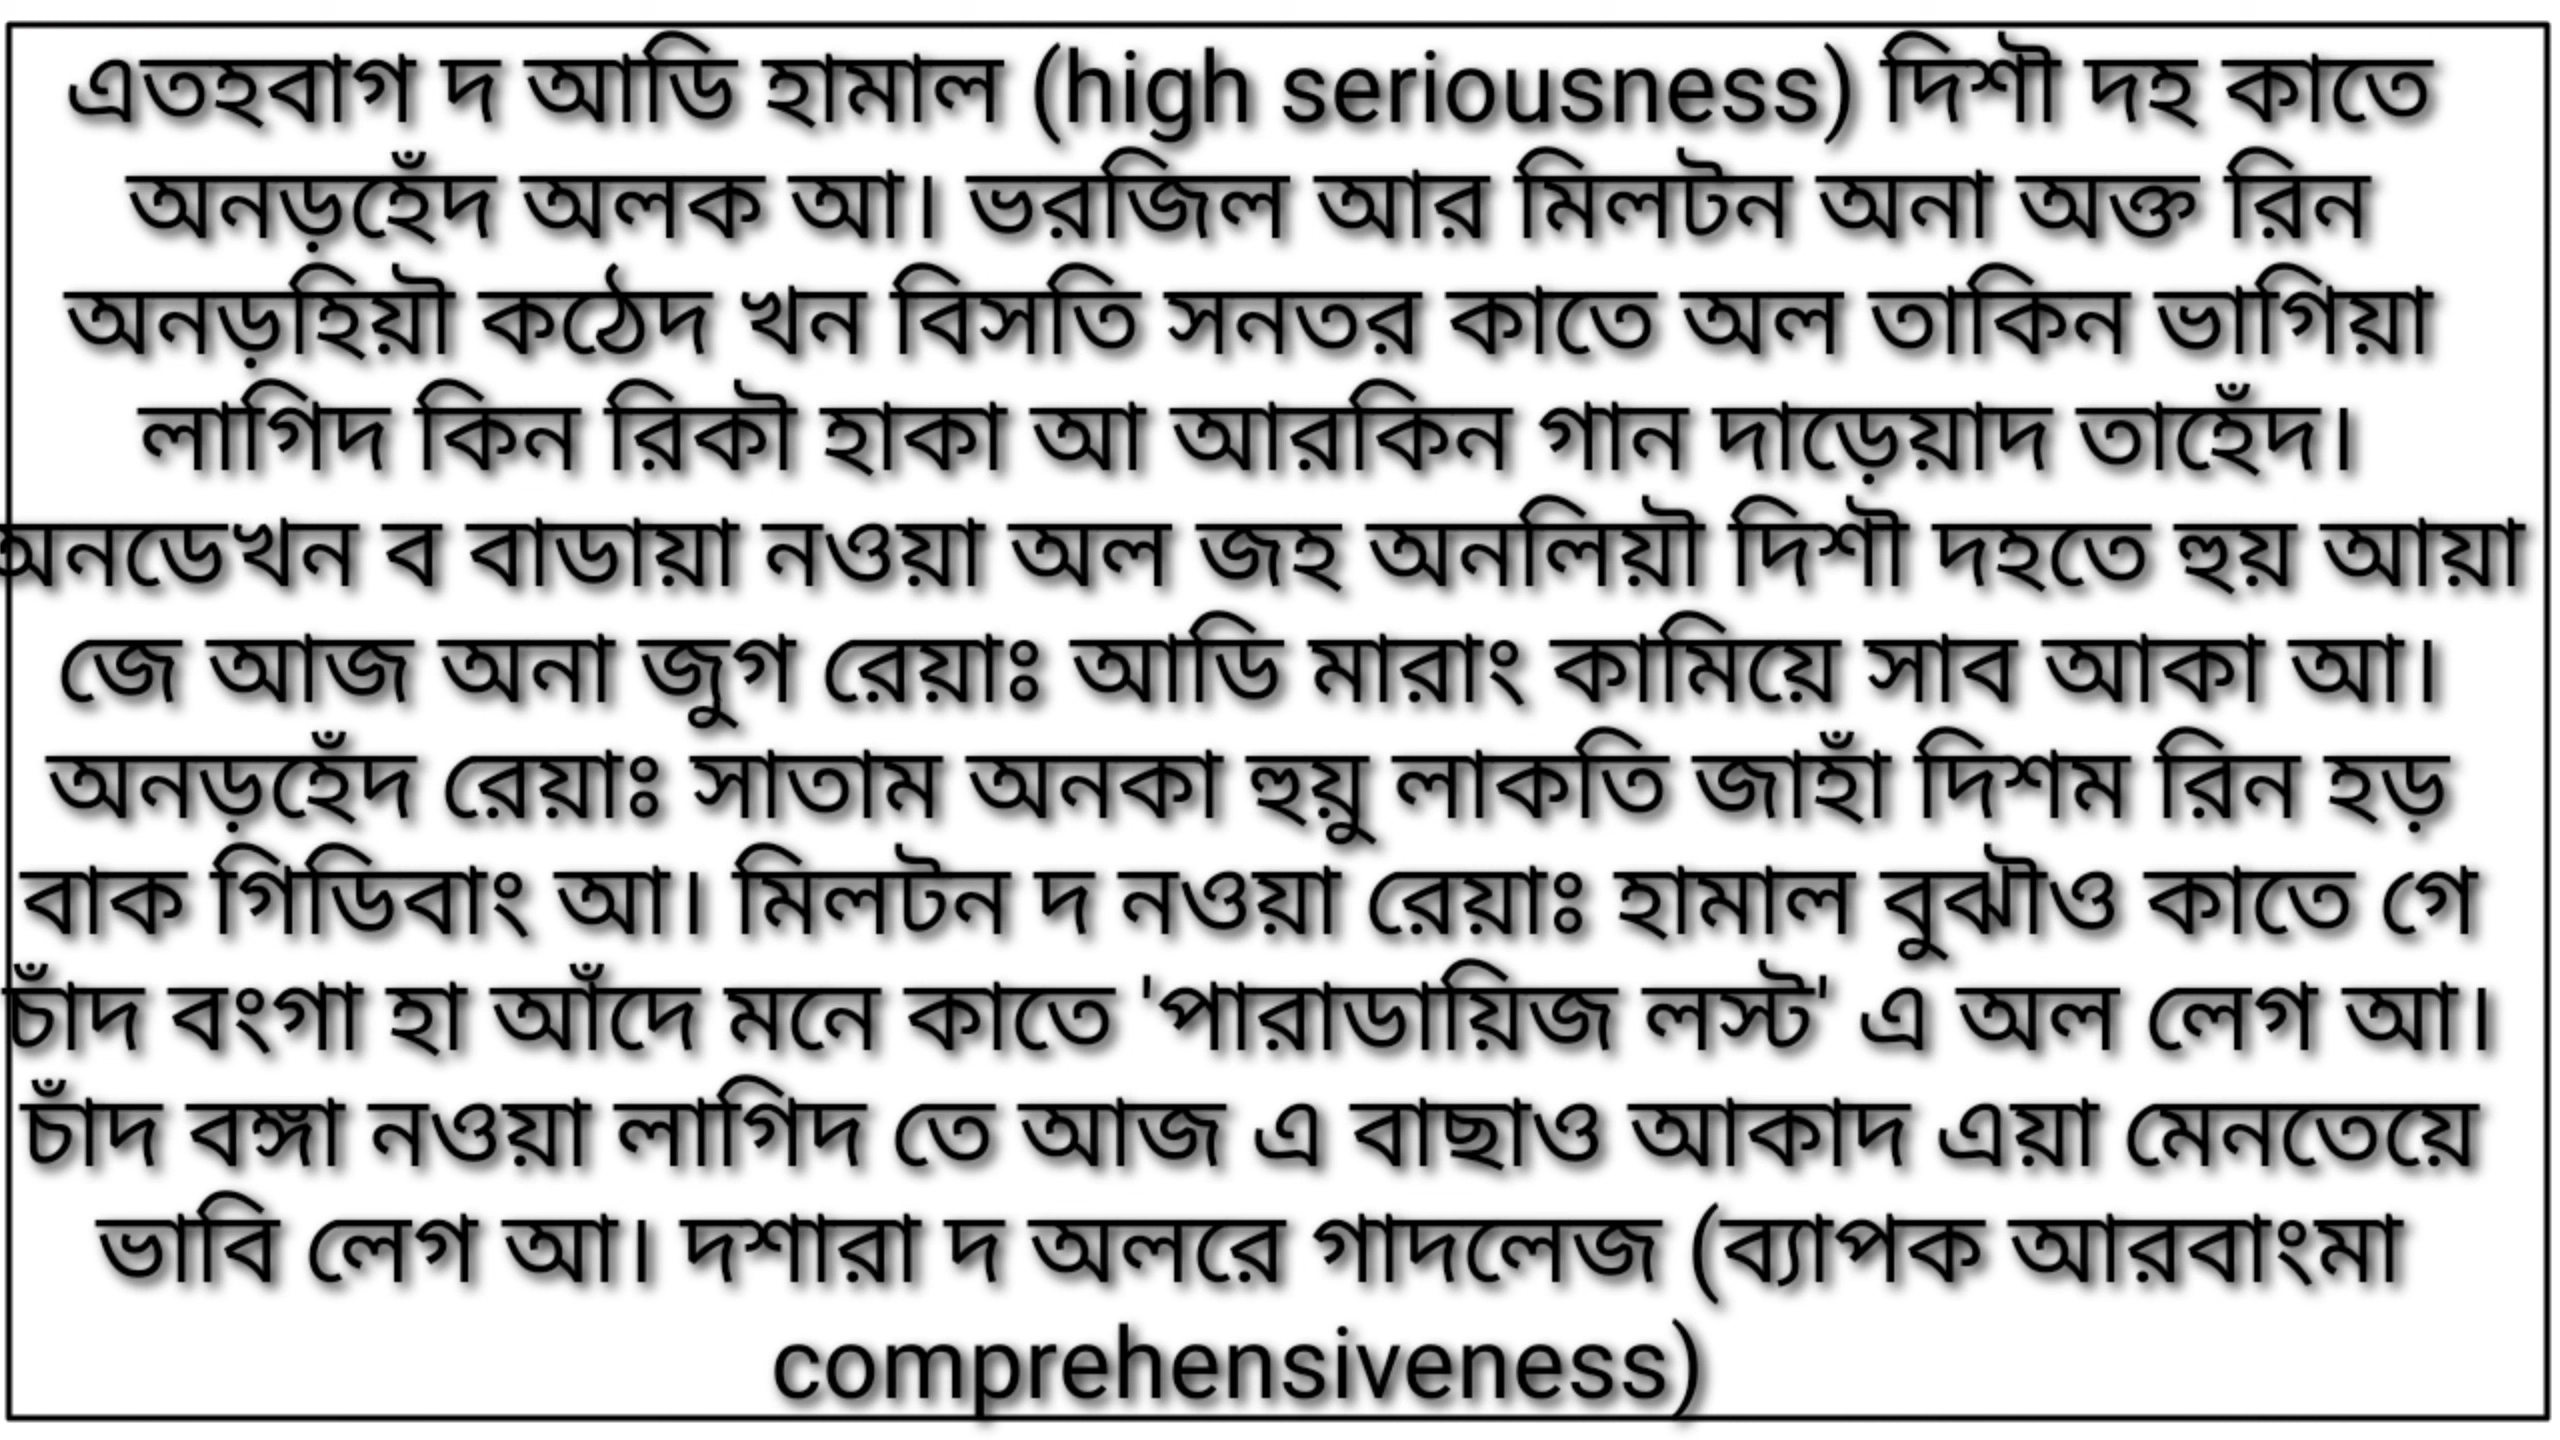 এতহবাগ দ আডি হামাল (high seriousness) দিশৗ দহ কাতে
অনড়হেঁদ অলক আ। ভরজিল আর মিলটন অনা অক্ত রিন
অনড়হিয়ৗ কঠেদ খন বিসতি সনতর কাতে অল তাকিন ভাগিয়া
লাগিদ কিন রিকৗ হাকা আ আরকিন গান দাড়েয়াদ তাহেঁদ।
অনডেখন ব বাডায়া নওয়া অল জহ অনলিয়ৗ দিশৗ দহতে হুয় আয়া
জে আজ অনা জুগ রেয়াঃ আডি মারাং কামিয়ে সাব আকা আ।
অনড়হেঁদ রেয়াঃ সাতাম অনকা হুয়ু লাকতি জাহাঁ দিশম রিন হড়
বাক গিডিবাং আ। মিলটন দ নওয়া রেয়াঃ হামাল বুঝৗও কাতে গে
চাঁদ বংগা হা আঁদে মনে কাতে 'পারাডায়িজ লস্ট' এ অল লেগ আ।
চাঁদ বঙ্গা নওয়া লাগিদ তে আজ এ বাছাও আকাদ এয়া মেনতেয়ে
ভাবি লেগ আ। দশারা দ অলরে গাদলেজ (ব্যাপক আরবাংমা
comprehensiveness)